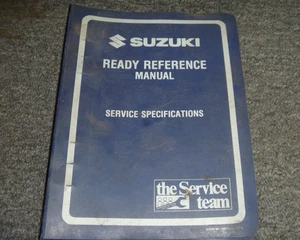 SUZUKI
READY REFERENCE
MANUAL
SERVICE SPECIFICATIONS
the Service
team